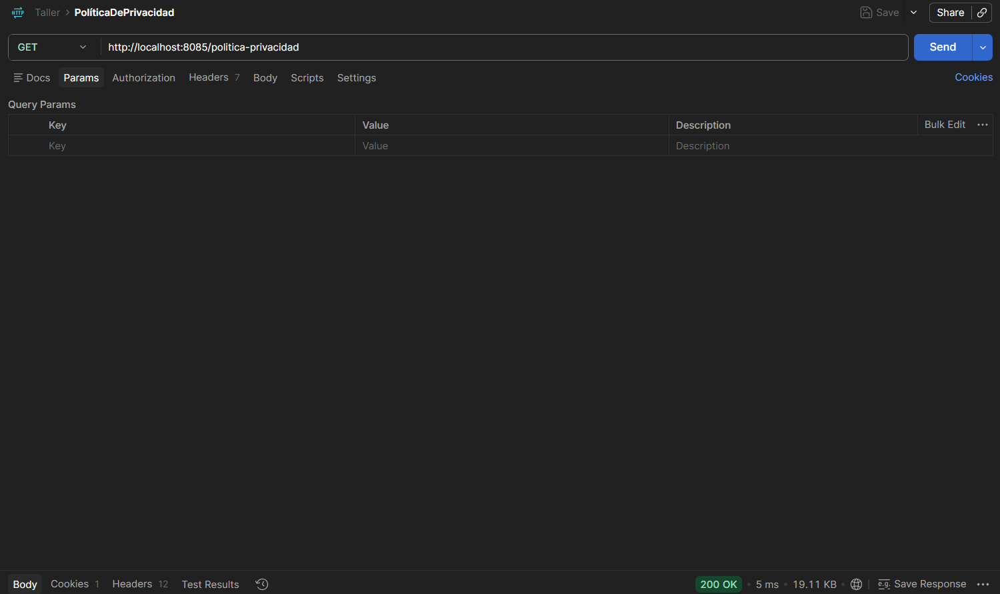 HTTP Taller > PolíticaDePrivacidad Save Share
GET http://localhost:8085/politica-privacidad Send
Docs Params Authorization Headers 7 Body Scripts Settings Cookies
Query Params
Key Value Description Bulk Edit
Key Value Description
Body Cookies 1 Headers 12 Test Results 200 OK • 5 ms • 19.11 KB • e.g. Save Response